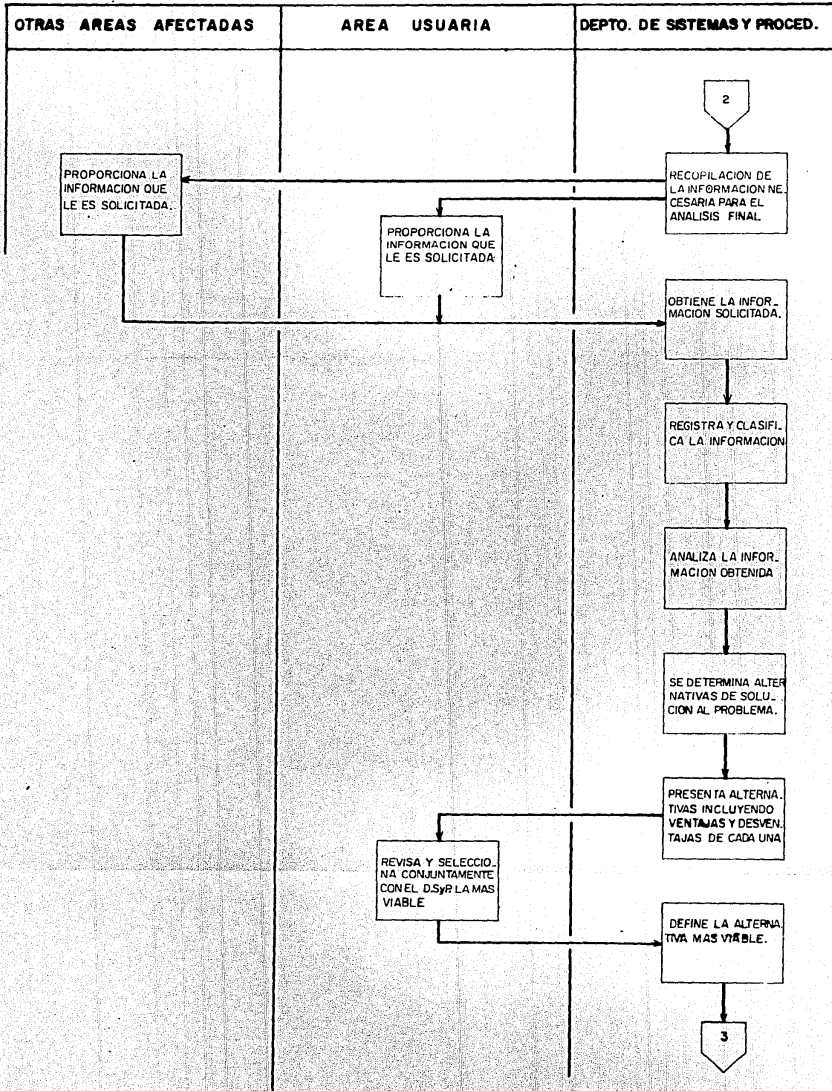 OTRAS AREAS AFECTADAS
AREA USUARIA
DEPTO. DE SISTEMAS Y PROCED.
2
RECOPILACION DE
LA INFORMACION NE_
CESARIA PARA EL
ANALISIS FINAL
PROPORCIONA LA
INFORMACION QUE
LE ES SOLICITADA.
PROPORCIONA LA
INFORMACION QUE
LE ES SOLICITADA
OBTIENE LA INFOR_
MACION SOLICITADA.
REGISTRA Y CLASIFI_
CA LA INFORMACION
ANALIZA LA INFOR_
MACION OBTENIDA
SE DETERMINA ALTER
NATIVAS DE SOLU_
CION AL PROBLEMA.
PRESENTA ALTERNA_
TIVAS INCLUYENDO
VENTAJAS Y DESVEN_
TAJAS DE CADA UNA
REVISA Y SELECCIO_
NA CONJUNTAMENTE
CON EL D.SyP. LA MAS
VIABLE
DEFINE LA ALTERNA_
TIVA MAS VIABLE.
3